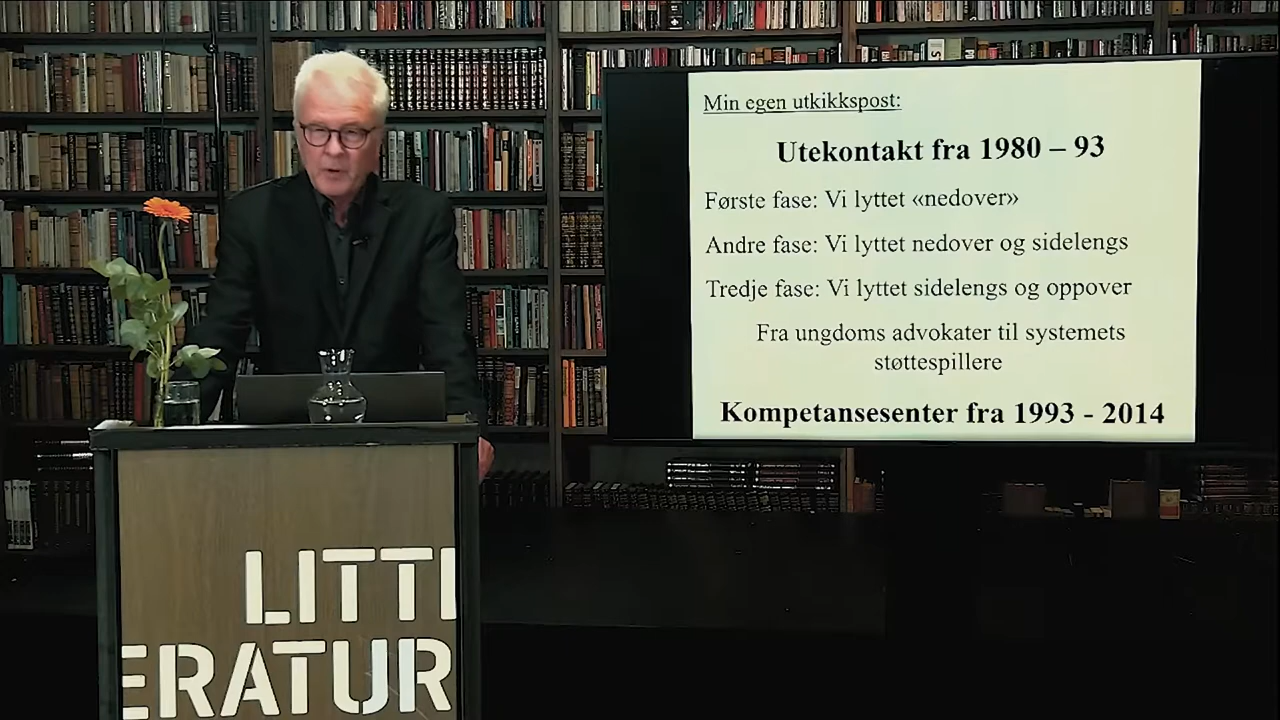 Min egen utkikkspost:
Utekontakt fra 1980 – 93
Første fase: Vi lyttet «nedover»
Andre fase: Vi lyttet nedover og sidelengs
Tredje fase: Vi lyttet sidelengs og oppover
Fra ungdoms advokater til systemets
støttespillere
Kompetansesenter fra 1993 - 2014
LITT
ERATUR